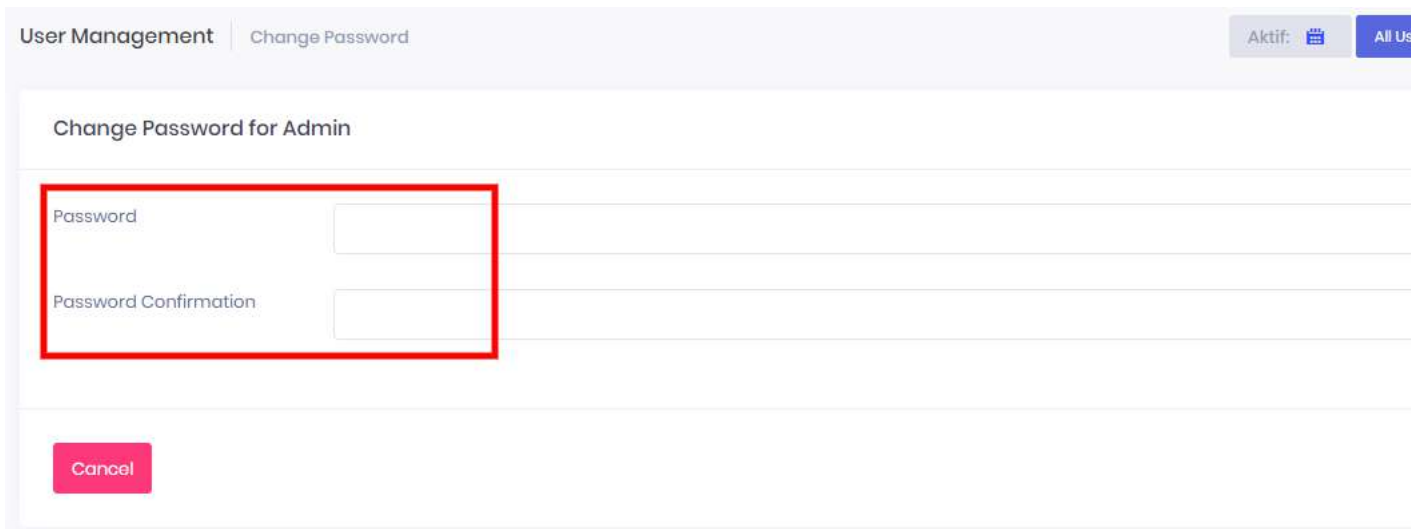 User Management Change Password Aktif: All Us
Change Password for Admin
Password
Password Confirmation
Cancel